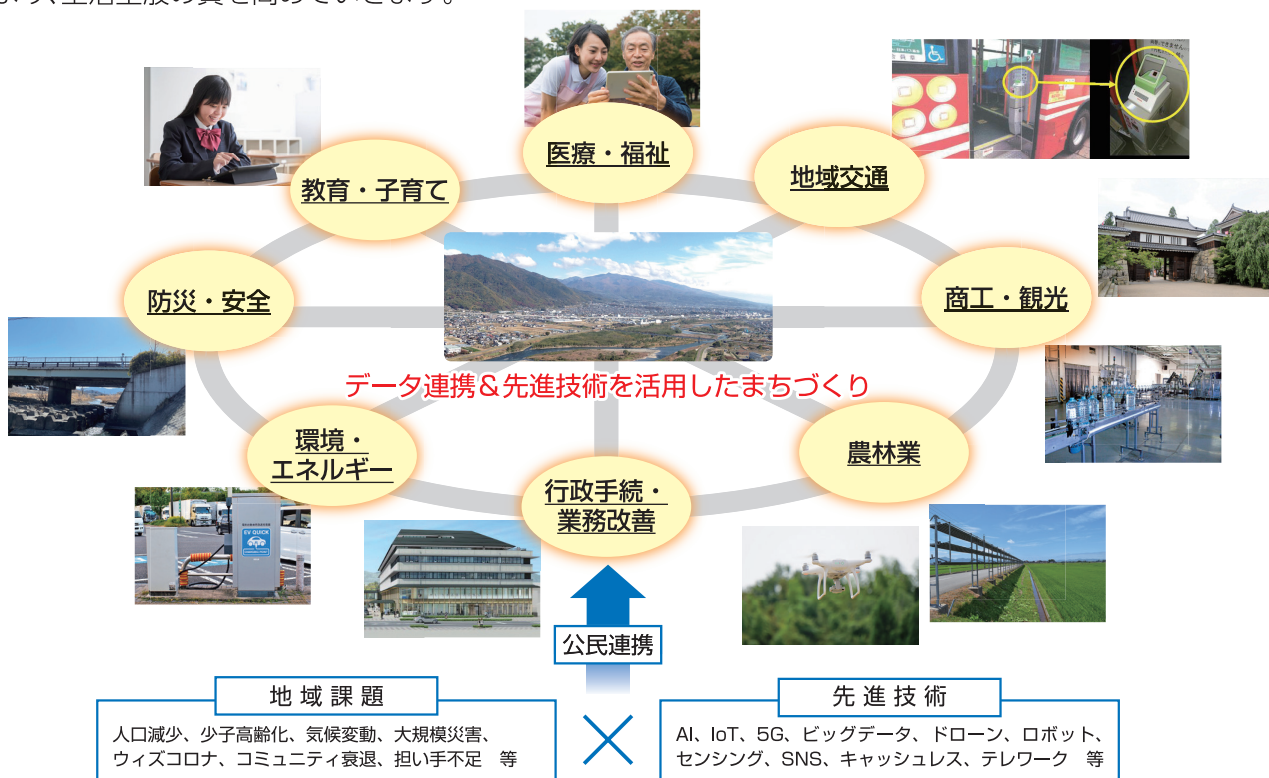 医療・福祉
地域交通
教育・子育て
商工・観光
防災・安全
データ連携&先進技術を活用したまちづくり
環境・
エネルギー
農林業
行政手続・
業務改善
EV QUICK
公民連携
地域課題
人口減少、少子高齢化、気候変動、大規模災害、
ウィズコロナ、コミュニティ衰退、担い手不足 等
先進技術
AI、IoT、5G、ビッグデータ、ドローン、ロボット、
センシング、SNS、キャッシュレス、テレワーク 等